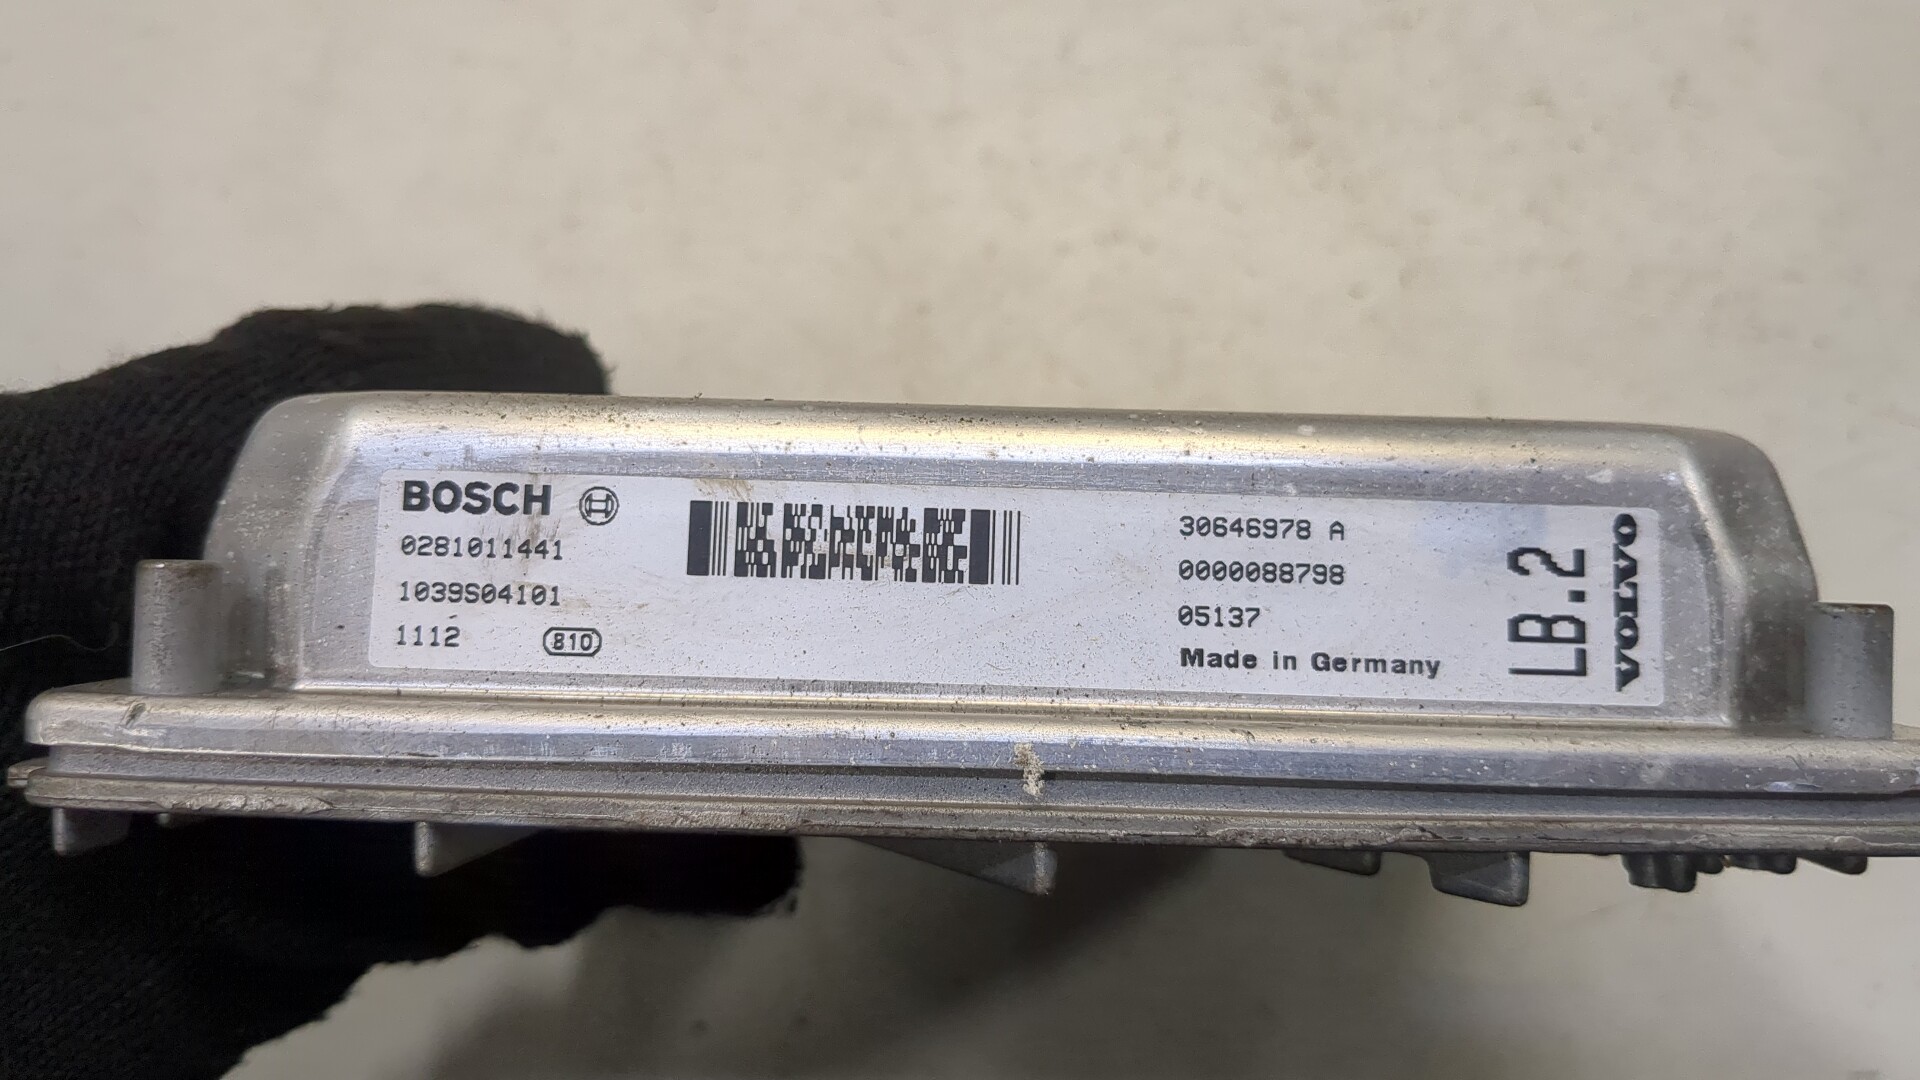 BOSCH
0281011441
1039S04101
1112 810
30646978 A
0000088798
05137
Made in Germany
LB.2
VOLVO